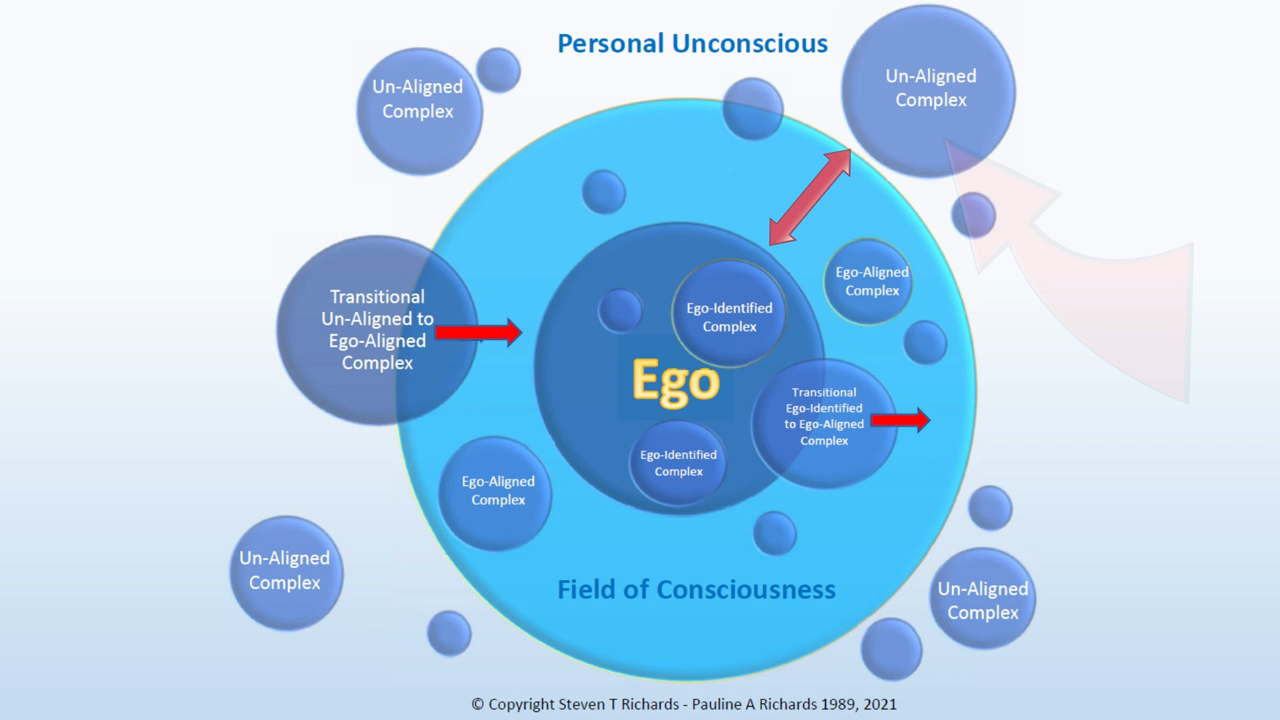 Personal Unconscious
Un-Aligned
Complex
Un-Aligned
Complex
Ego-Aligned
Complex
Transitional
Un-Aligned to
Ego-Aligned
Complex
Ego-Identified
Complex
Ego
Transitional
Ego-Identified
to Ego-Aligned
Complex
Ego-Identified
Complex
Ego-Aligned
Complex
Un-Aligned
Complex
Field of Consciousness
Un-Aligned
Complex
© Copyright Steven T Richards - Pauline A Richards 1989, 2021